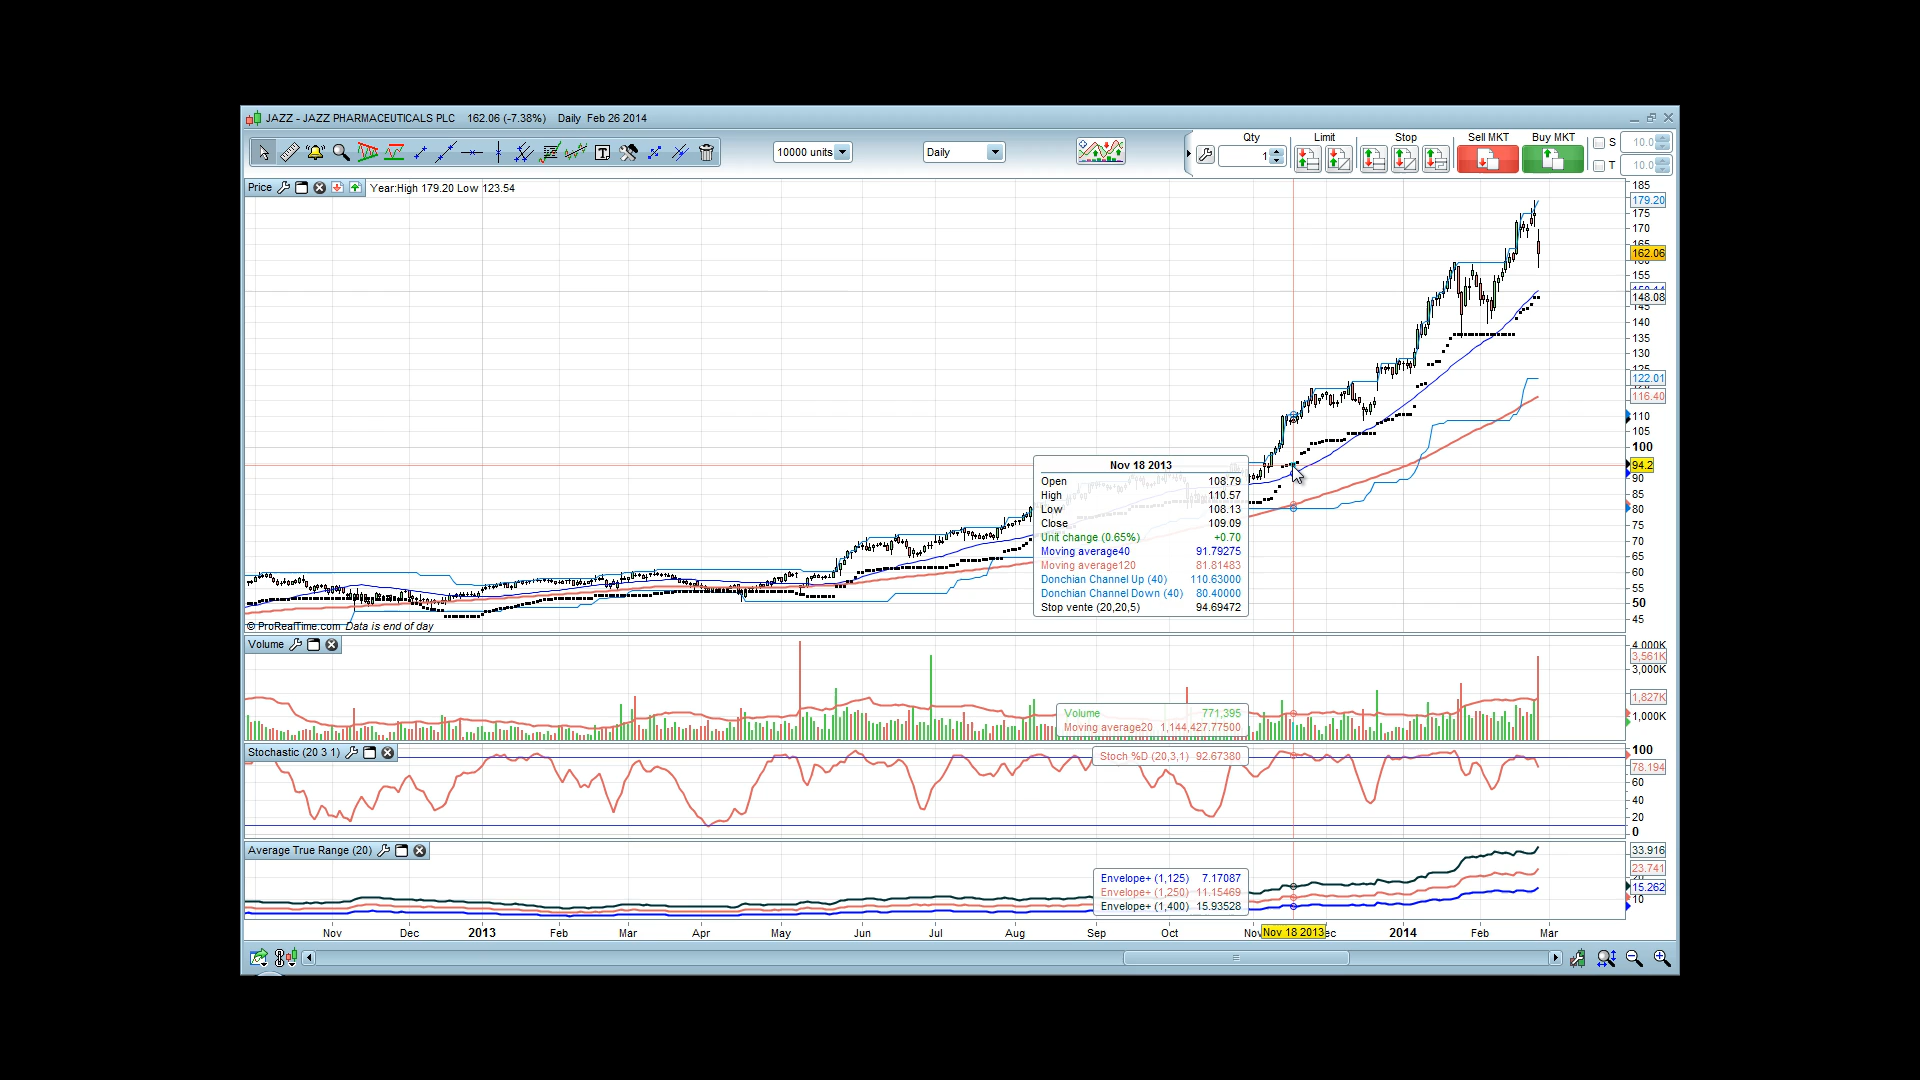 JAZZ - JAZZ PHARMACEUTICALS PLC 162.06 (-7.38%) Daily Feb 26 2014
10000 units Daily Qty 1 Limit Stop Sell MKT Buy MKT S 10.0
T 10.0
Price Year:High 179.20 Low 123.54
185
179.20
175
170
165
162.06
155
148.08
145
140
135
130
122.01
116.40
110
105
100
94.2
90
85
80
75
70
65
60
55
50
45
Nov 18 2013
Open 108.79
High 110.57
Low 108.13
Close 109.09
Unit change (0.65%) +0.70
Moving average40 91.79275
Moving average120 81.81483
Donchian Channel Up (40) 110.63000
Donchian Channel Down (40) 80.40000
Stop vente (20,20,5) 94.69472
© ProRealTime.com Data is end of day
Volume
4,000K
3,561K
3,000K
1,827K
1,000K
Volume 771,395
Moving average20 1,144,427.77500
Stochastic (20 3 1)
100
78.194
60
40
20
0
Stoch %D (20,3,1) 92.67380
Average True Range (20)
33.916
23.741
15.262
10
Envelope+ (1,125) 7.17087
Envelope+ (1,250) 11.15469
Envelope+ (1,400) 15.93528
Nov Dec 2013 Feb Mar Apr May Jun Jul Aug Sep Oct Nov Nov 18 2013 ec 2014 Feb Mar